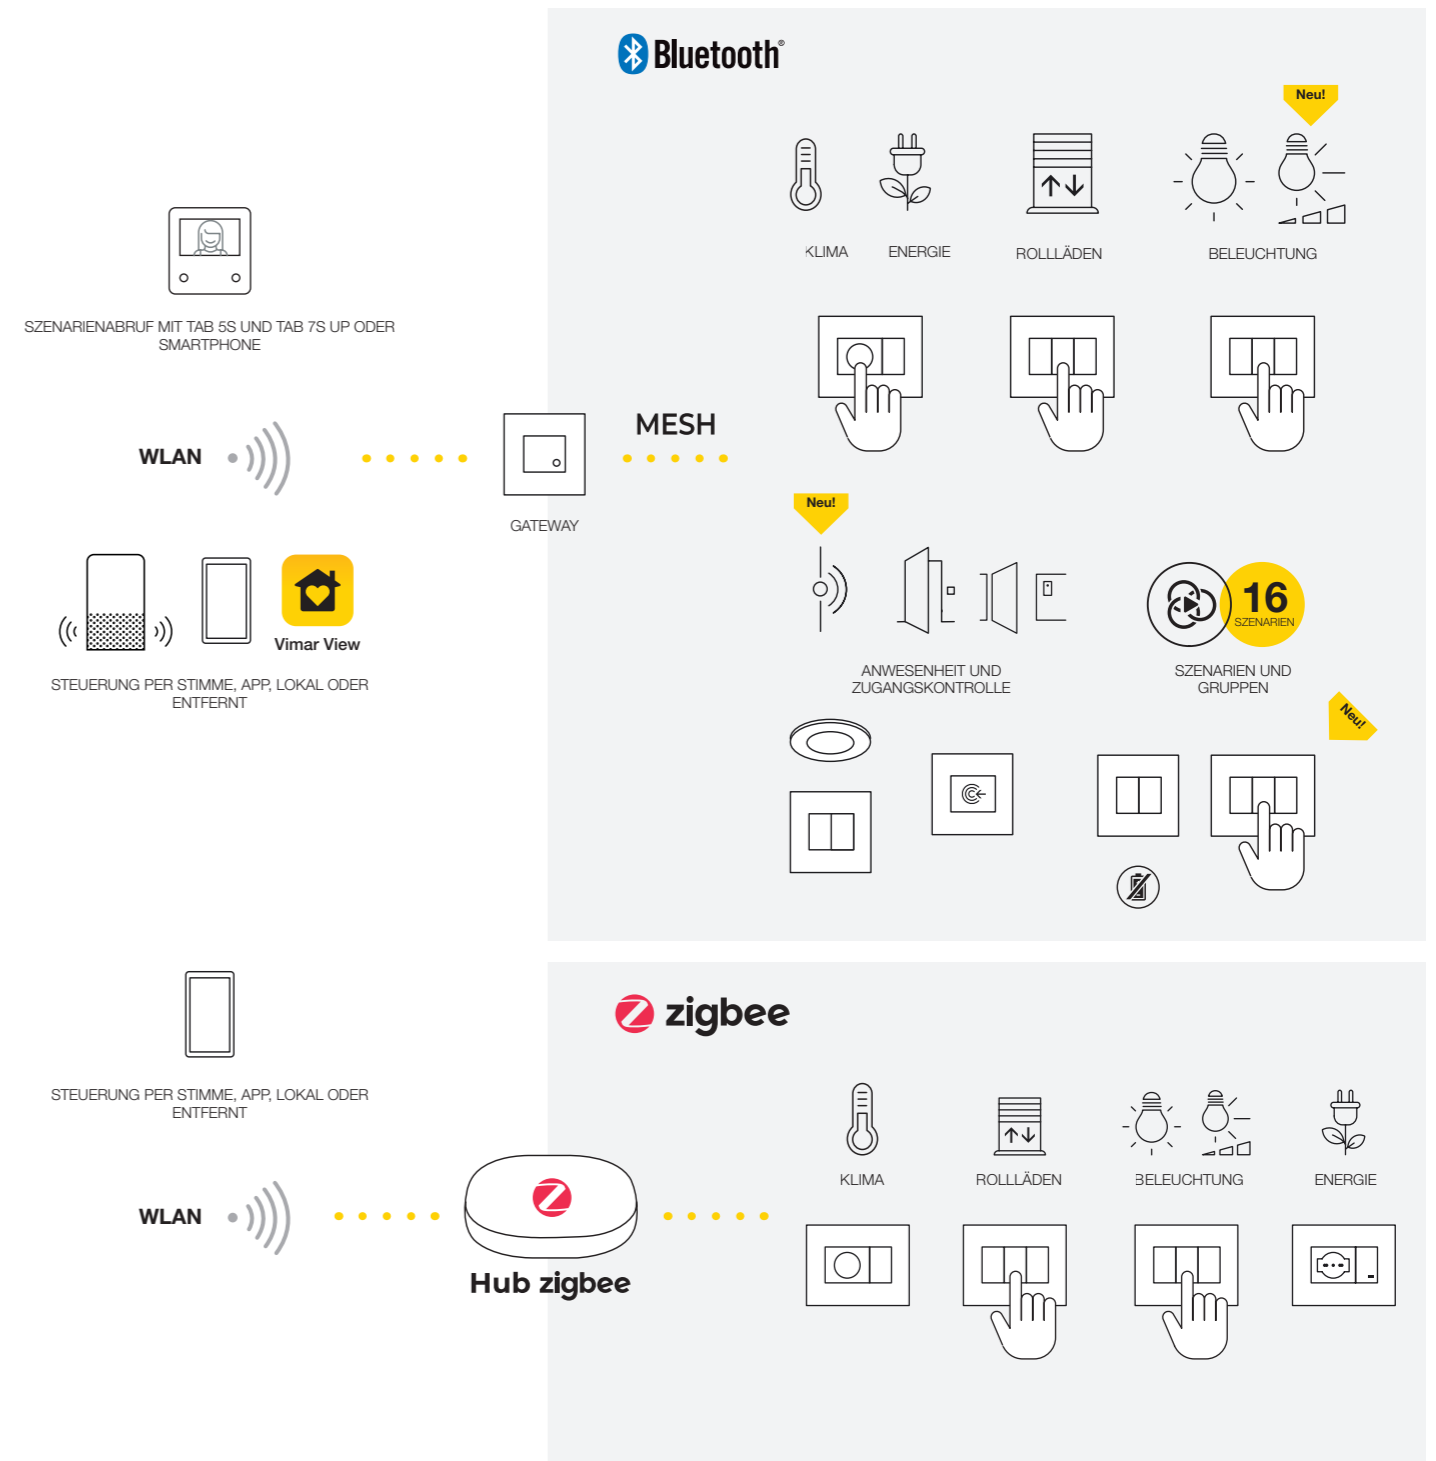 Bluetooth®
Neu!
KLIMA
ENERGIE
ROLLLÄDEN
BELEUCHTUNG
SZENARIENABRUF MIT TAB 5S UND TAB 7S UP ODER
SMARTPHONE
WLAN
GATEWAY
MESH
Neu!
Vimar View
STEUERUNG PER STIMME, APP, LOKAL ODER
ENTFERNT
16
SZENARIEN
ANWESENHEIT UND
ZUGANGSKONTROLLE
SZENARIEN UND
GRUPPEN
Neu!
zigbee
STEUERUNG PER STIMME, APP, LOKAL ODER
ENTFERNT
KLIMA
ROLLLÄDEN
BELEUCHTUNG
ENERGIE
WLAN
Hub zigbee